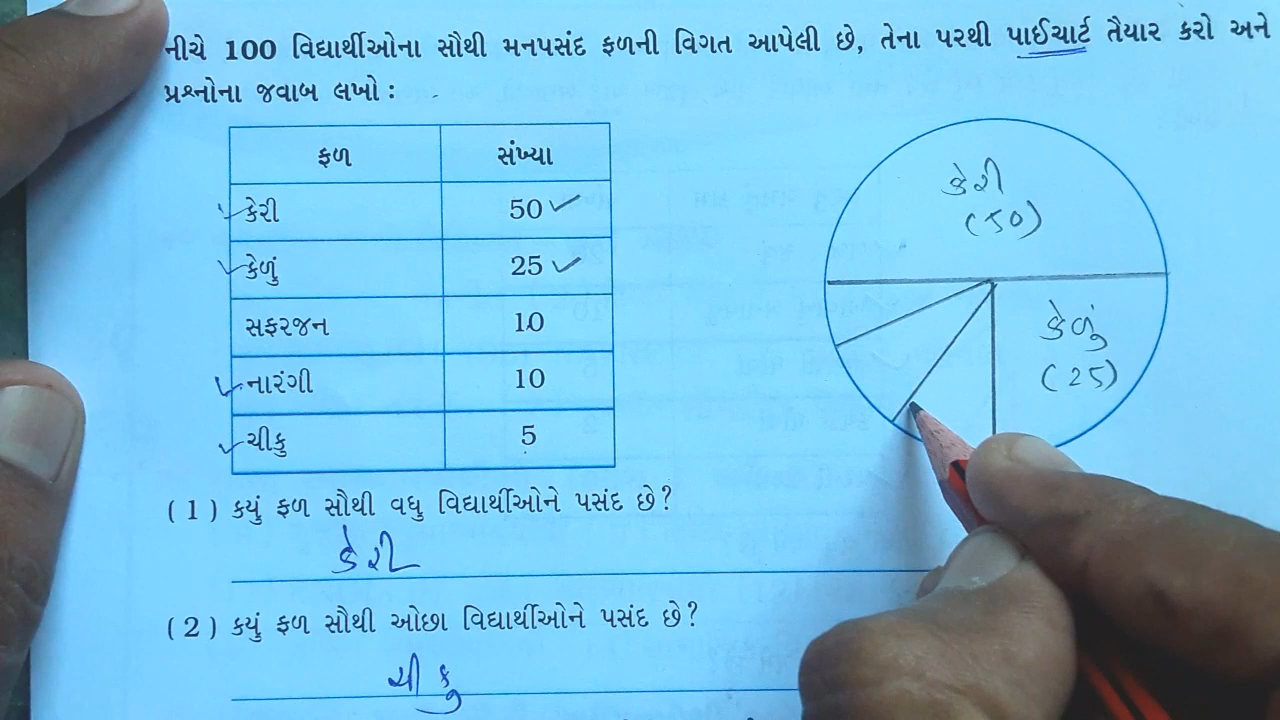 નીચે 100 વિદ્યાર્થીઓના સૌથી મનપસંદ ફળની વિગત આપેલી છે, તેના પરથી પાઈચાર્ટ તૈયાર કરો અને
પ્રશ્નોના જવાબ લખો :
ફળ સંખ્યા
કેરી 50
કેળું 25
સફરજન 10
નારંગી 10
ચીકુ 5
કેરી
(50)
કેળું
(25)
(1) કયું ફળ સૌથી વધુ વિદ્યાર્થીઓને પસંદ છે?
કેરી
(2) કયું ફળ સૌથી ઓછા વિદ્યાર્થીઓને પસંદ છે?
ચીકુ